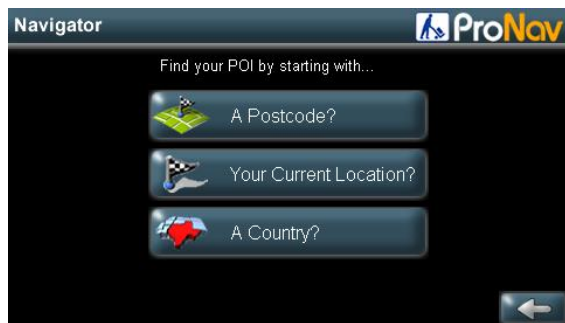 Navigator
ProNav
Find your POI by starting with...
A Postcode?
Your Current Location?
A Country?